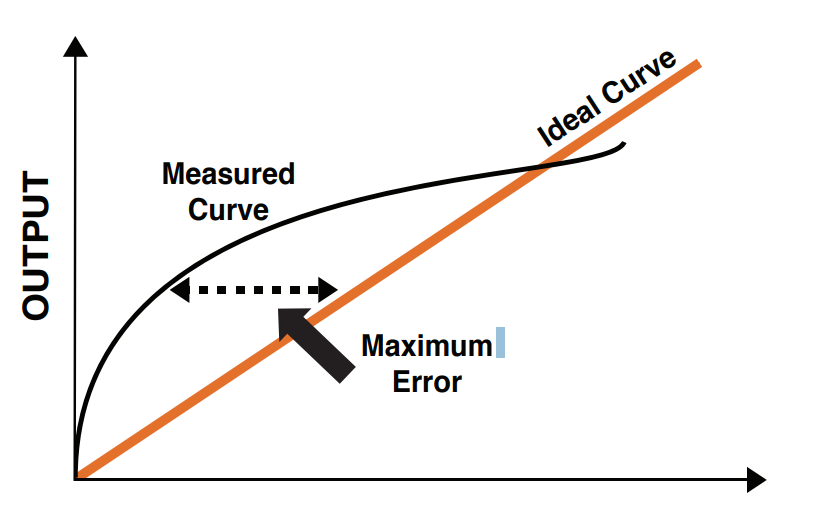 Ideal Curve
Measured
Curve
OUTPUT
Maximum
Error